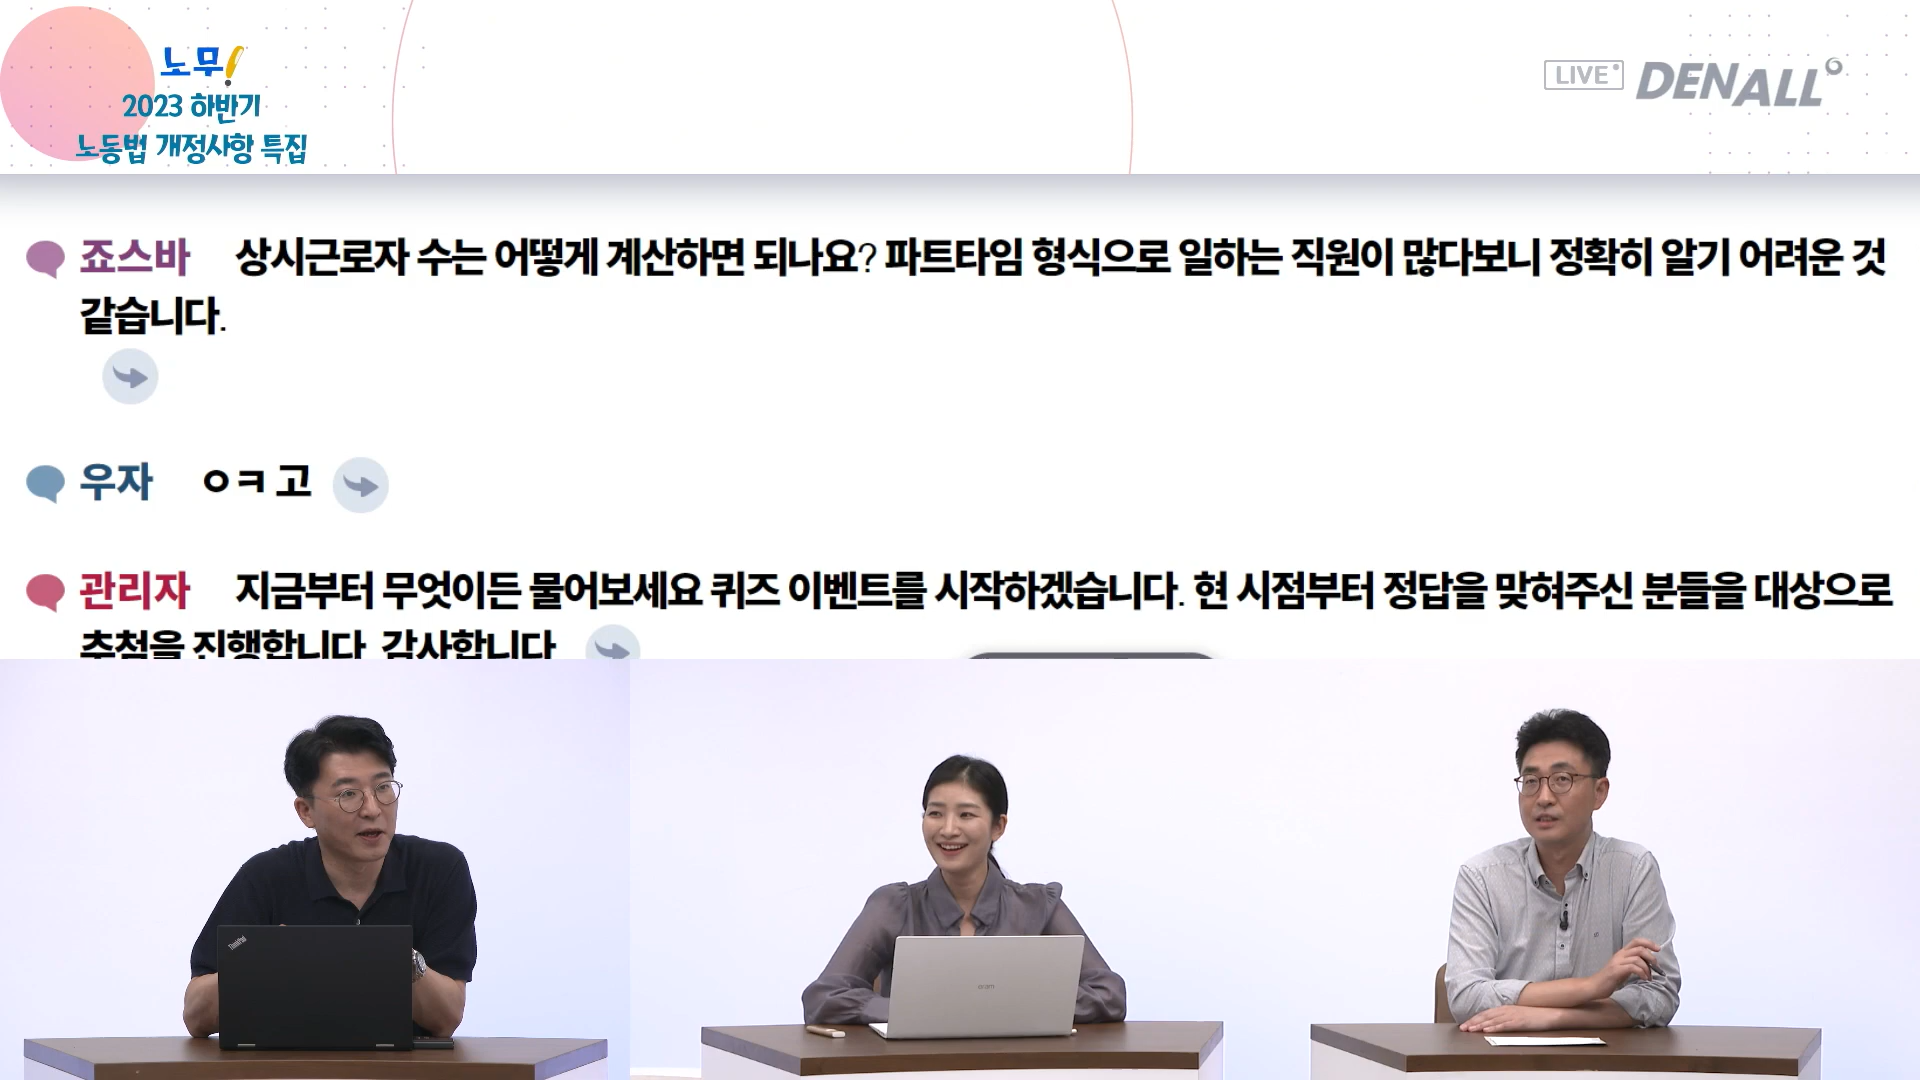 노무!
2023 하반기
노동법 개정사항 특집
LIVE
DENALL
죠스바 상시근로자 수는 어떻게 계산하면 되나요? 파트타임 형식으로 일하는 직원이 많다보니 정확히 알기 어려운 것
같습니다.
우자 ㅇㅋ고
관리자 지금부터 무엇이든 물어보세요 퀴즈 이벤트를 시작하겠습니다. 현 시점부터 정답을 맞혀주신 분들을 대상으로
추첨을 진행합니다. 감사합니다
ThinkPad
gram